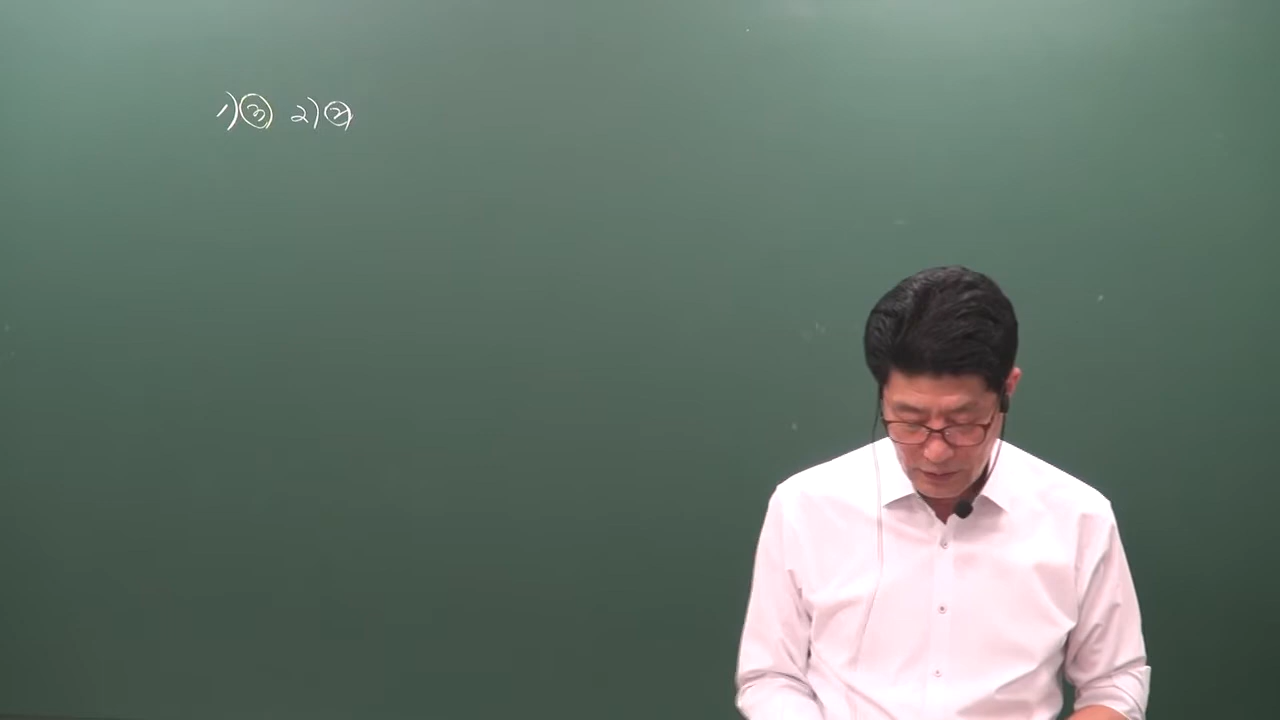 1) ③ 2) ②